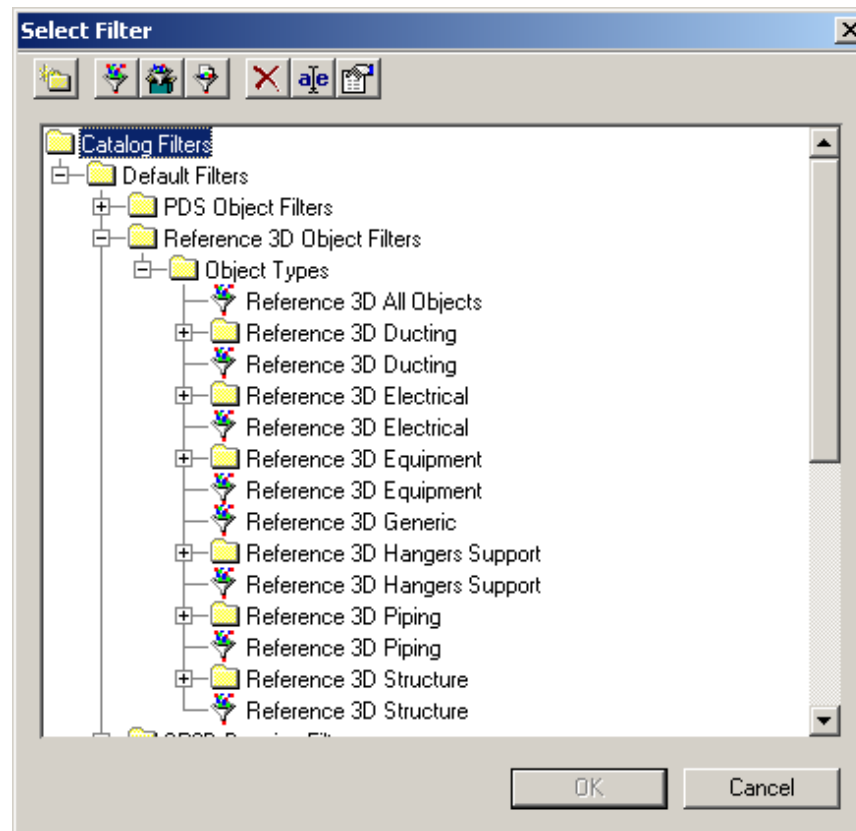 Select Filter
a e
Catalog Filters
Default Filters
PDS Object Filters
Reference 3D Object Filters
Object Types
Reference 3D All Objects
Reference 3D Ducting
Reference 3D Ducting
Reference 3D Electrical
Reference 3D Electrical
Reference 3D Equipment
Reference 3D Equipment
Reference 3D Generic
Reference 3D Hangers Support
Reference 3D Hangers Support
Reference 3D Piping
Reference 3D Piping
Reference 3D Structure
Reference 3D Structure
OK Cancel